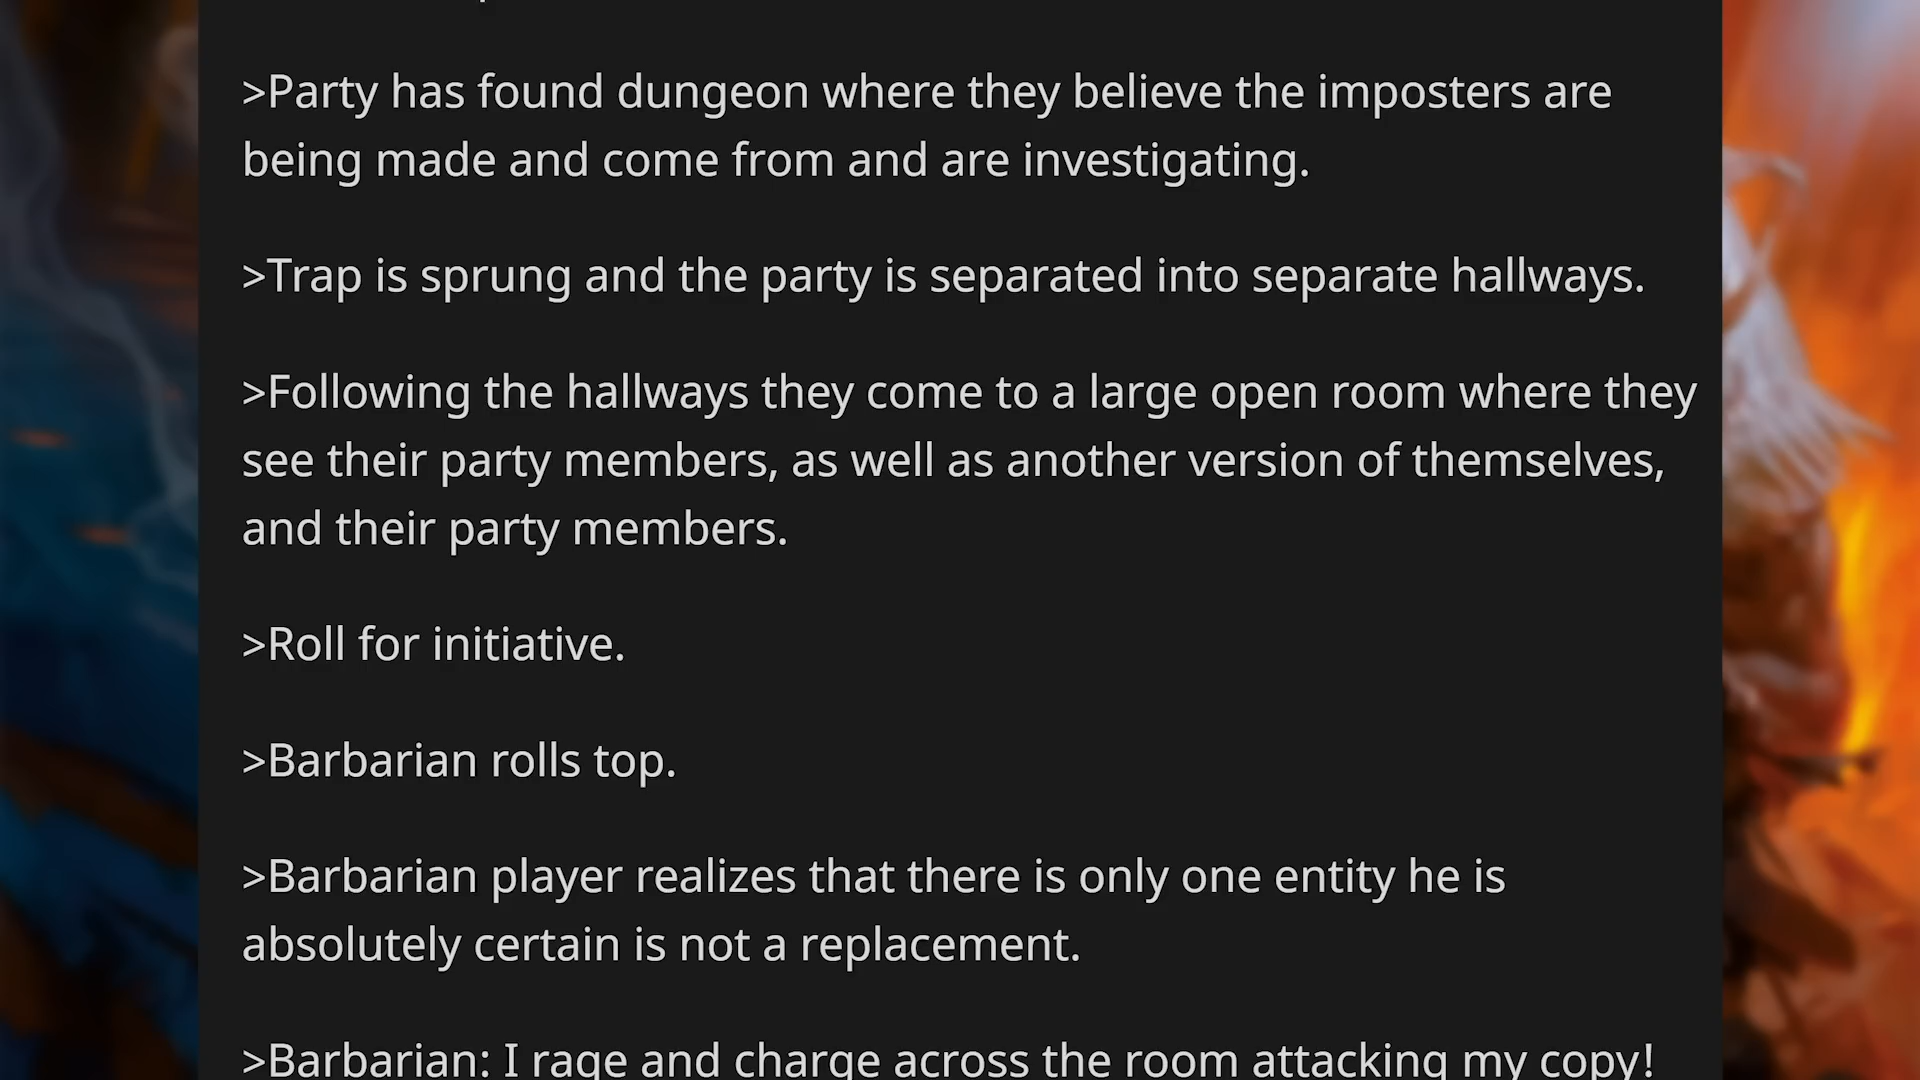 >Party has found dungeon where they believe the imposters are
being made and come from and are investigating.
>Trap is sprung and the party is separated into separate hallways.
>Following the hallways they come to a large open room where they
see their party members, as well as another version of themselves,
and their party members.
>Roll for initiative.
>Barbarian rolls top.
>Barbarian player realizes that there is only one entity he is
absolutely certain is not a replacement.
>Barbarian: I rage and charge across the room attacking my copy!